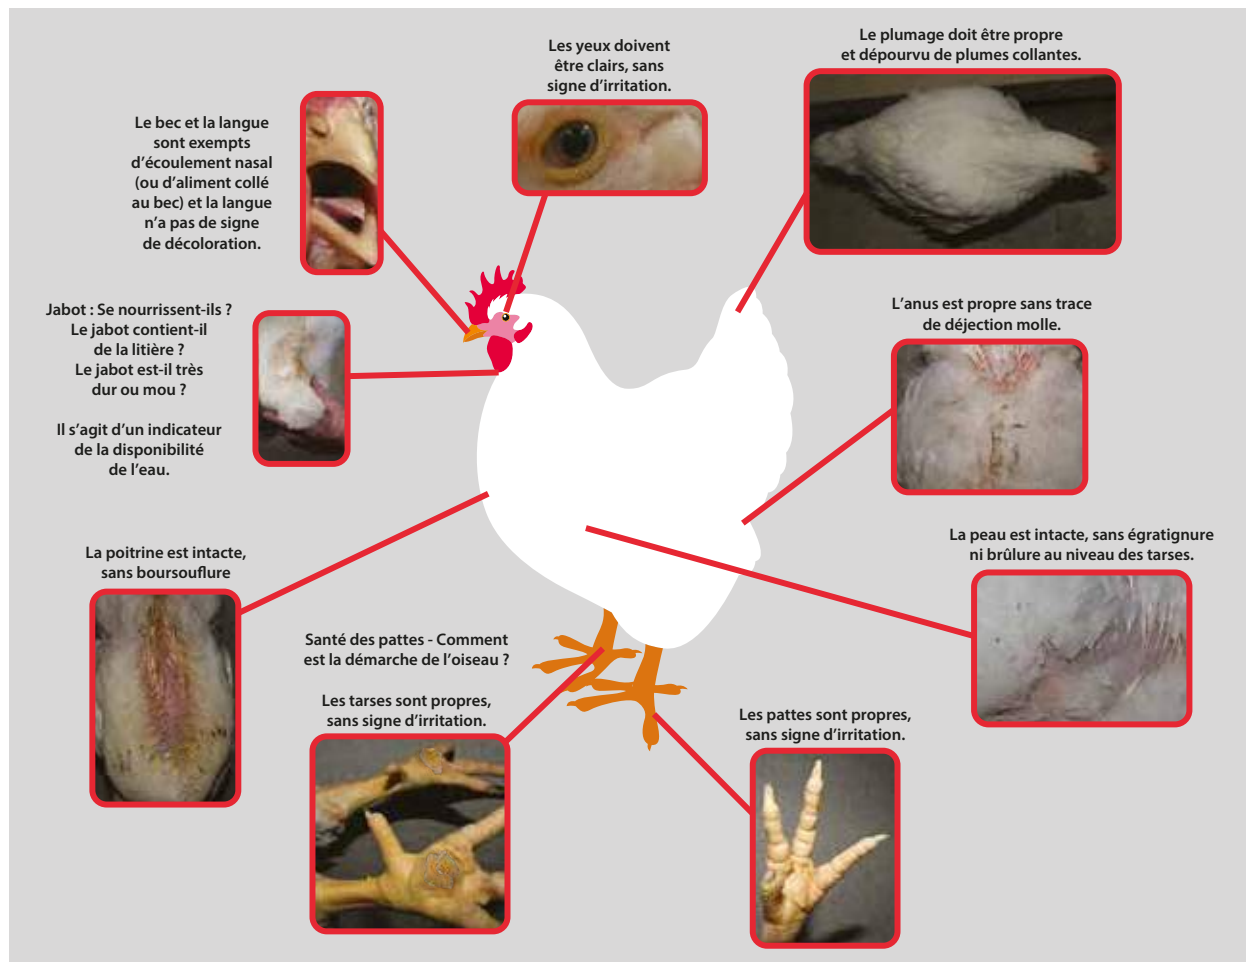 Les yeux doivent
être clairs, sans
signe d'irritation.
Le plumage doit être propre
et dépourvu de plumes collantes.
Le bec et la langue
sont exempts
d'écoulement nasal
(ou d'aliment collé
au bec) et la langue
n'a pas de signe
de décoloration.
Jabot : Se nourrissent-ils ?
Le jabot contient-il
de la litière ?
Le jabot est-il très
dur ou mou ?
Il s'agit d'un indicateur
de la disponibilité
de l'eau.
L'anus est propre sans trace
de déjection molle.
La poitrine est intacte,
sans boursouflure
La peau est intacte, sans égratignure
ni brûlure au niveau des tarses.
Santé des pattes - Comment
est la démarche de l'oiseau ?
Les tarses sont propres,
sans signe d'irritation.
Les pattes sont propres,
sans signe d'irritation.